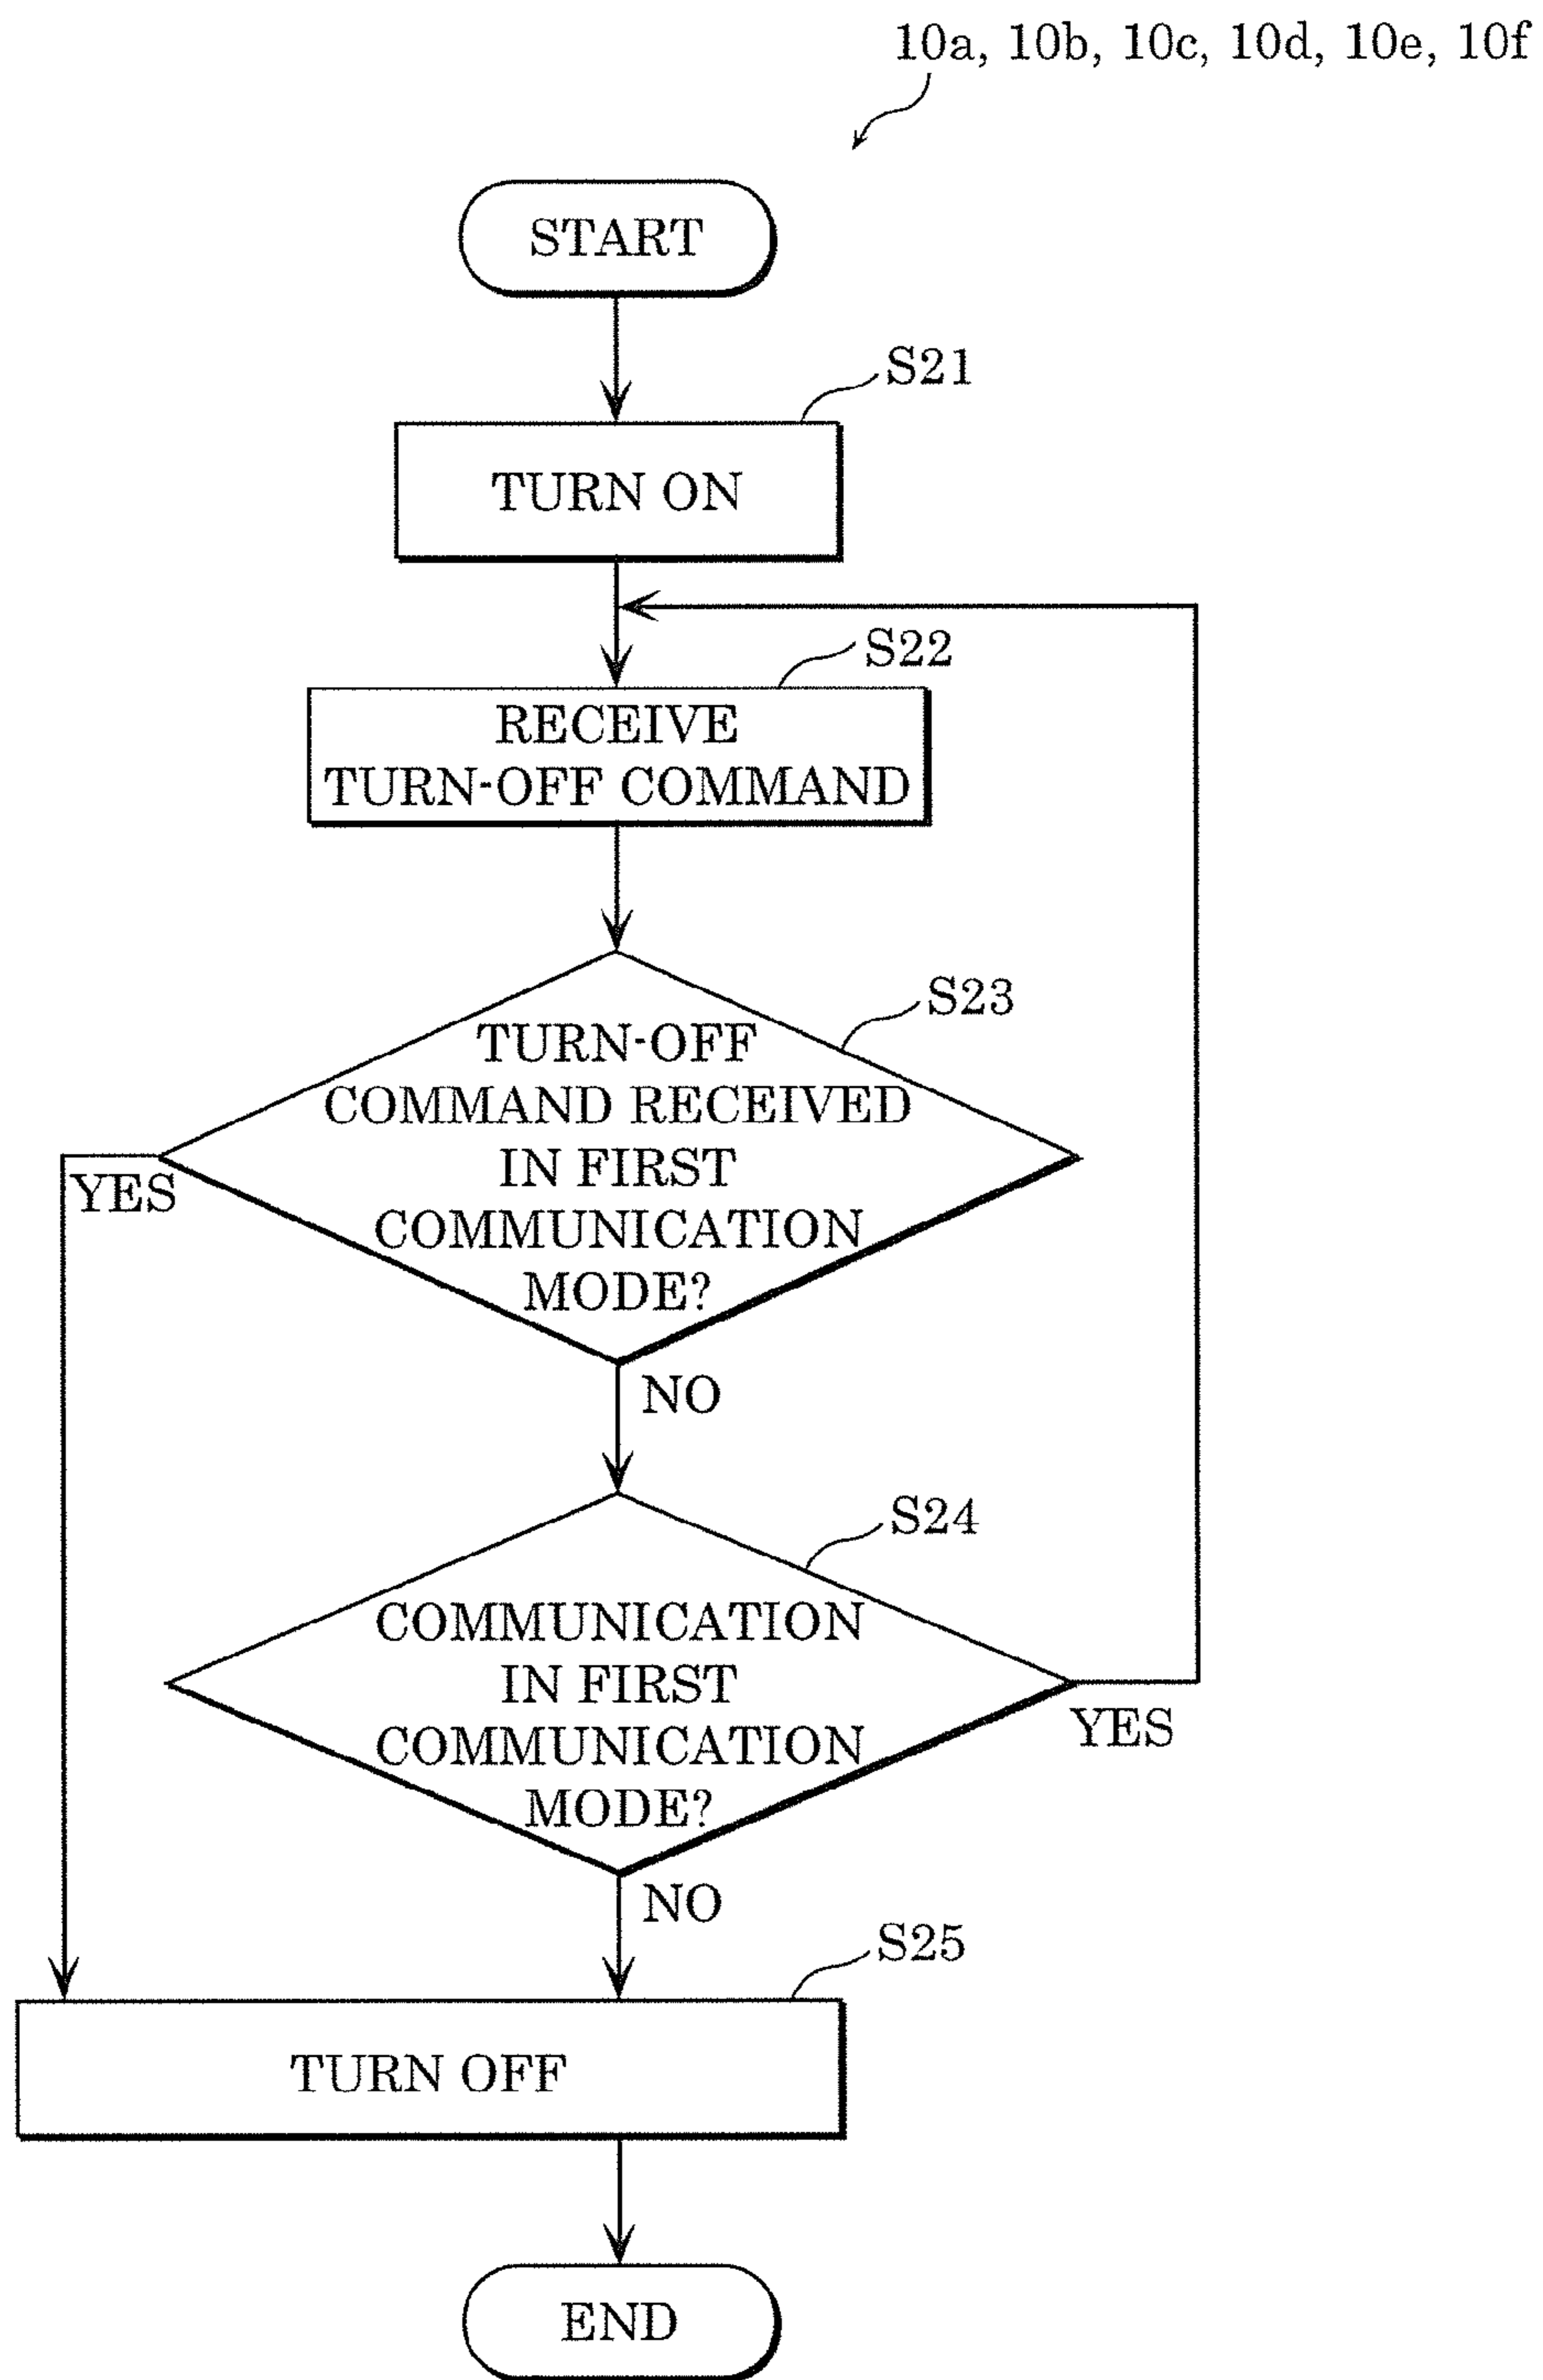 10a, 10b, 10c, 10d, 10e, 10f
START
S21
TURN ON
S22
RECEIVE
TURN-OFF COMMAND
S23
TURN-OFF
COMMAND RECEIVED
IN FIRST
COMMUNICATION
MODE?
YES
NO
S24
COMMUNICATION
IN FIRST
COMMUNICATION
MODE?
YES
NO
S25
TURN OFF
END